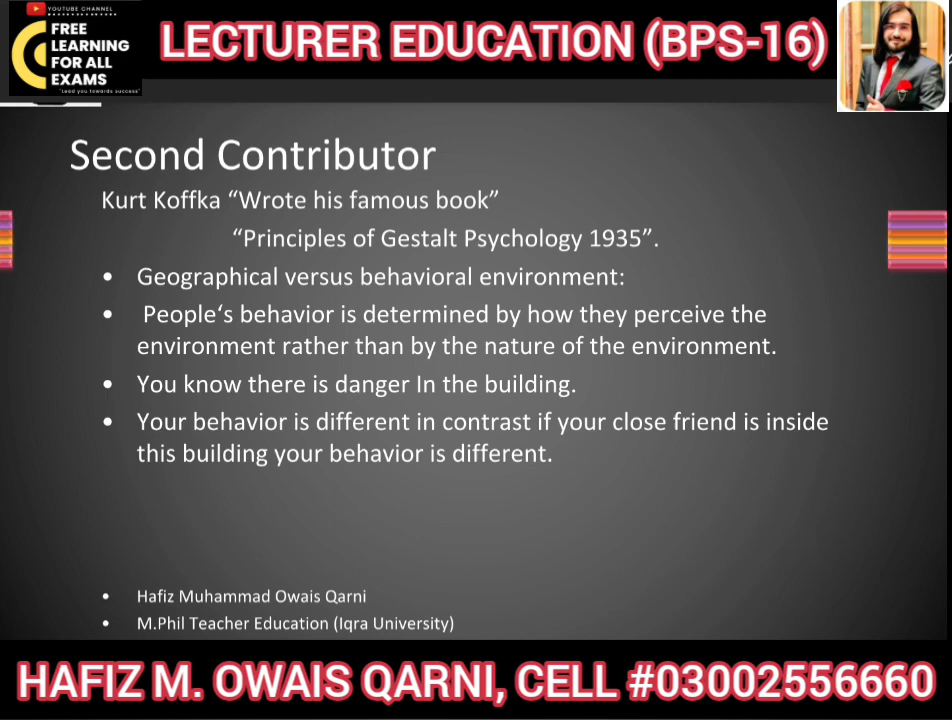 YOUTUBE CHANNEL
FREE
LEARNING
FOR ALL
EXAMS
"Lead you towards success"
LECTURER EDUCATION (BPS-16)
Second Contributor
Kurt Koffka “Wrote his famous book”
“Principles of Gestalt Psychology 1935”.
• Geographical versus behavioral environment:
• People‘s behavior is determined by how they perceive the
environment rather than by the nature of the environment.
• You know there is danger In the building.
• Your behavior is different in contrast if your close friend is inside
this building your behavior is different.
• Hafiz Muhammad Owais Qarni
• M.Phil Teacher Education (Iqra University)
HAFIZ M. OWAIS QARNI, CELL #03002556660